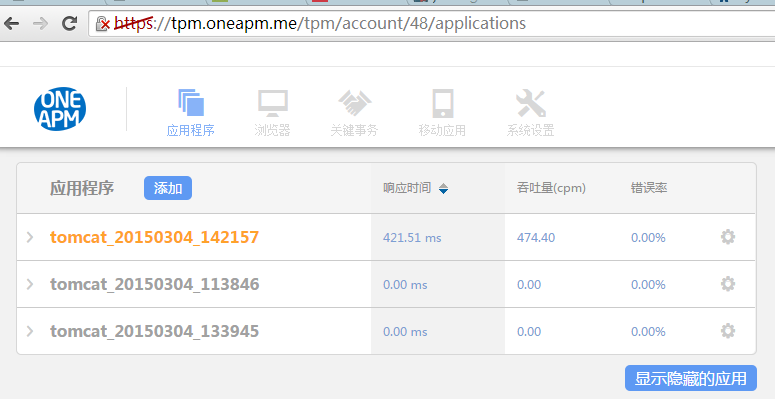 https://tpm.oneapm.me/tpm/account/48/applications
ONE
APM
应用程序 浏览器 关键事务 移动应用 系统设置
应用程序 添加 响应时间 吞吐量(cpm) 错误率
tomcat_20150304_142157 421.51 ms 474.40 0.00%
tomcat_20150304_113846 0.00 ms 0.00 0.00%
tomcat_20150304_133945 0.00 ms 0.00 0.00%
显示隐藏的应用